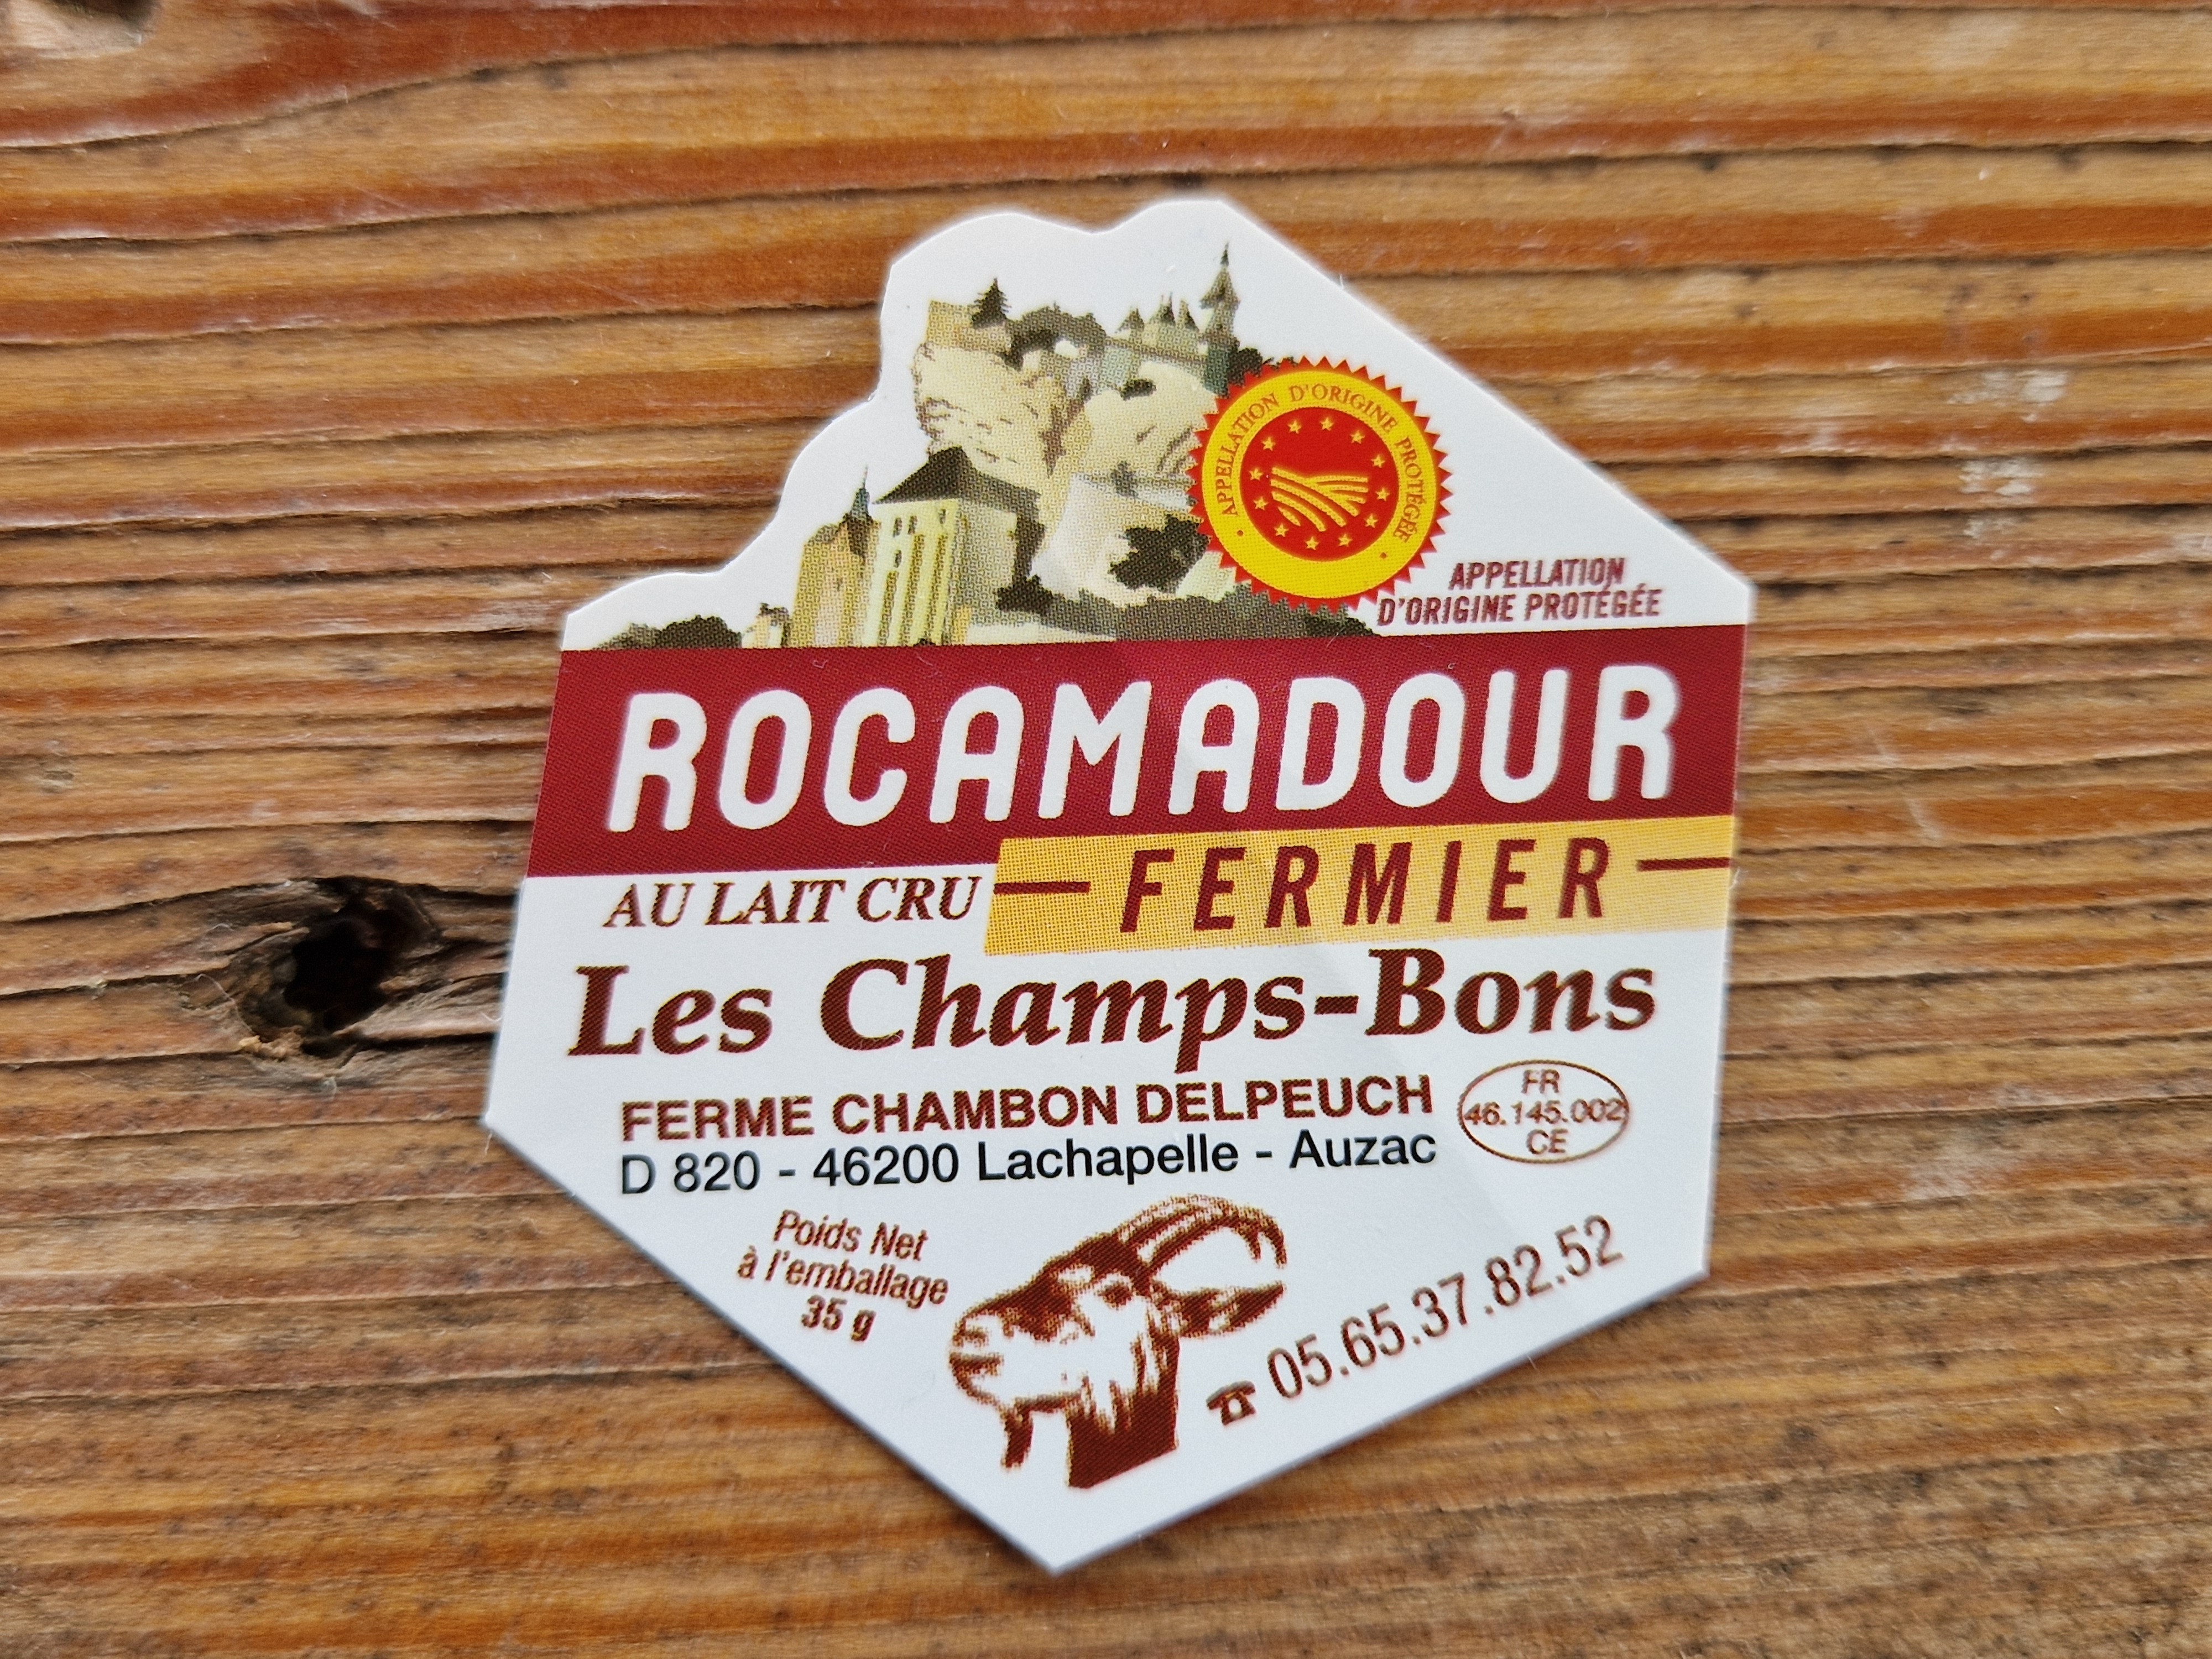 · APPELLATION D'ORIGINE PROTÉGÉE ·
APPELLATION
D'ORIGINE PROTÉGÉE
ROCAMADOUR
AU LAIT CRU
— FERMIER —
Les Champs-Bons
FERME CHAMBON DELPEUCH
D 820 - 46200 Lachapelle - Auzac
FR
46.145.002
CE
Poids Net
à l'emballage
35 g
☎ 05.65.37.82.52